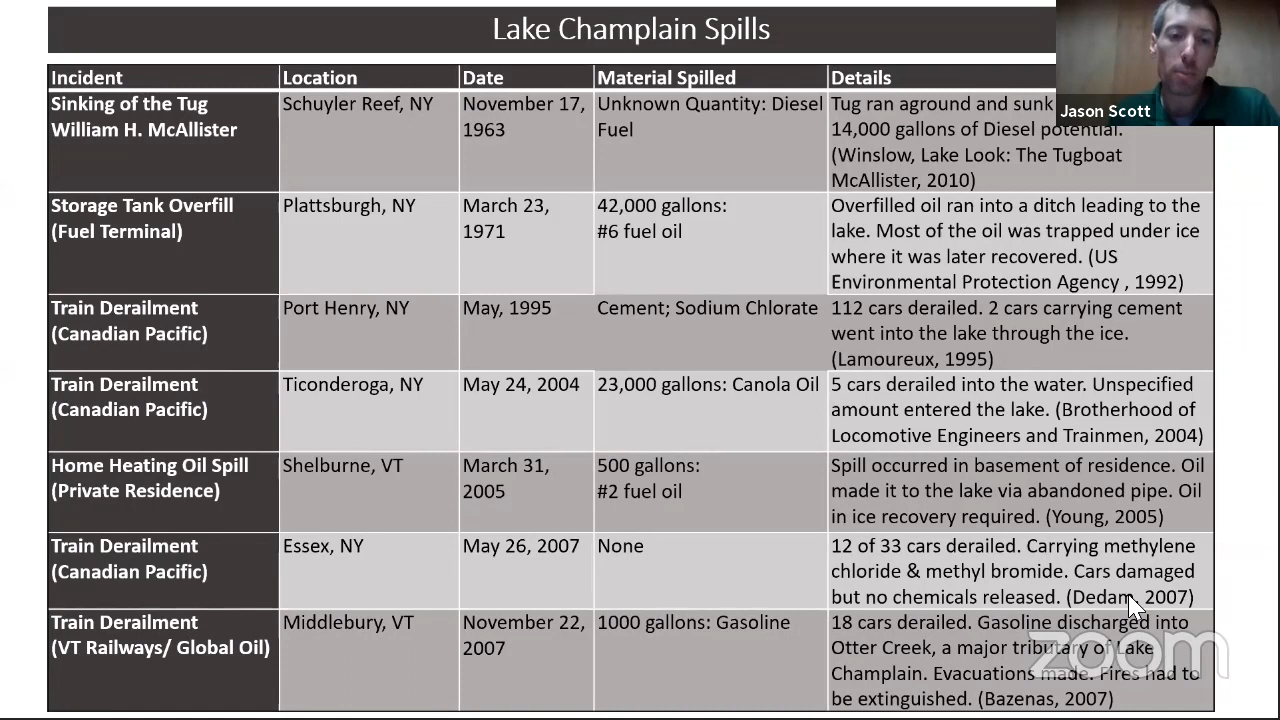 Lake Champlain Spills
Jason Scott
Incident Location Date Material Spilled Details
Sinking of the Tug Schuyler Reef, NY November 17, Unknown Quantity: Diesel Tug ran aground and sunk
William H. McAllister 1963 Fuel 14,000 gallons of Diesel potential.
(Winslow, Lake Look: The Tugboat
McAllister, 2010)
Storage Tank Overfill Plattsburgh, NY March 23, 42,000 gallons: Overfilled oil ran into a ditch leading to the
(Fuel Terminal) 1971 #6 fuel oil lake. Most of the oil was trapped under ice
where it was later recovered. (US
Environmental Protection Agency , 1992)
Train Derailment Port Henry, NY May, 1995 Cement; Sodium Chlorate 112 cars derailed. 2 cars carrying cement
(Canadian Pacific) went into the lake through the ice.
(Lamoureux, 1995)
Train Derailment Ticonderoga, NY May 24, 2004 23,000 gallons: Canola Oil 5 cars derailed into the water. Unspecified
(Canadian Pacific) amount entered the lake. (Brotherhood of
Locomotive Engineers and Trainmen, 2004)
Home Heating Oil Spill Shelburne, VT March 31, 500 gallons: Spill occurred in basement of residence. Oil
(Private Residence) 2005 #2 fuel oil made it to the lake via abandoned pipe. Oil
in ice recovery required. (Young, 2005)
Train Derailment Essex, NY May 26, 2007 None 12 of 33 cars derailed. Carrying methylene
(Canadian Pacific) chloride & methyl bromide. Cars damaged
but no chemicals released. 2007)
Train Derailment Middlebury, VT November 22, 1000 gallons: Gasoline 18 cars derailed. Gasoline discharged into
(VT Railways/ Global Oil) 2007 Otter Creek, a major tributary of Lake
Champlain. Evacuations made. Fires had to
be extinguished. (Bazenas, 2007)
zoom